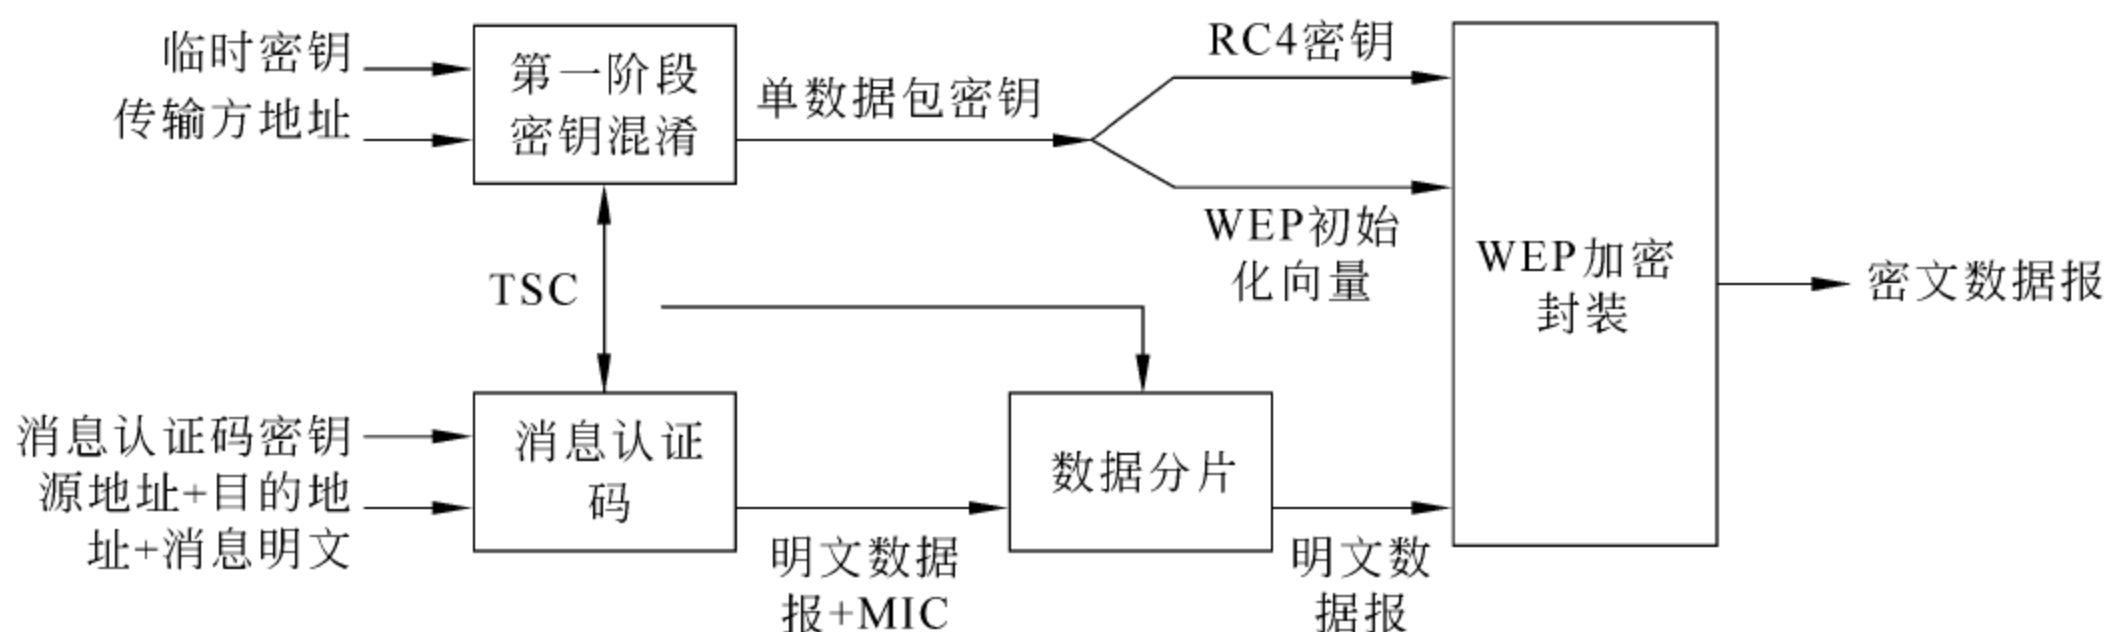 临时密钥
传输方地址
第一阶段
密钥混淆
单数据包密钥
RC4密钥
WEP初始
化向量
WEP加密
封装
密文数据报
TSC
消息认证码密钥
源地址+目的地
址+消息明文
消息认证
码
明文数据
报+MIC
数据分片
明文数
据报